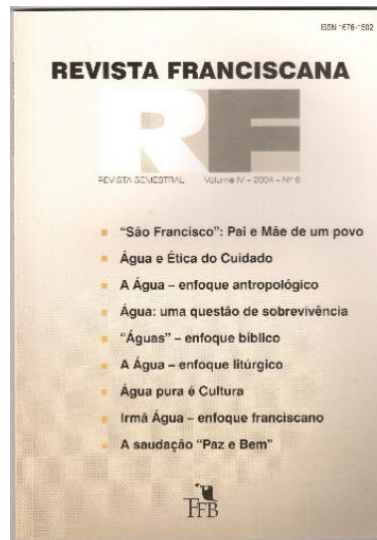 ISSN 1676-1502
REVISTA FRANCISCANA
RF
REVISTA SEMESTRAL Volume IV – 2004 – Nº 6
"São Francisco": Pai e Mãe de um povo
Água e Ética do Cuidado
A Água – enfoque antropológico
Água: uma questão de sobrevivência
"Águas" – enfoque bíblico
A Água – enfoque litúrgico
Água pura é Cultura
Irmã Água – enfoque franciscano
A saudação "Paz e Bem"
FFB